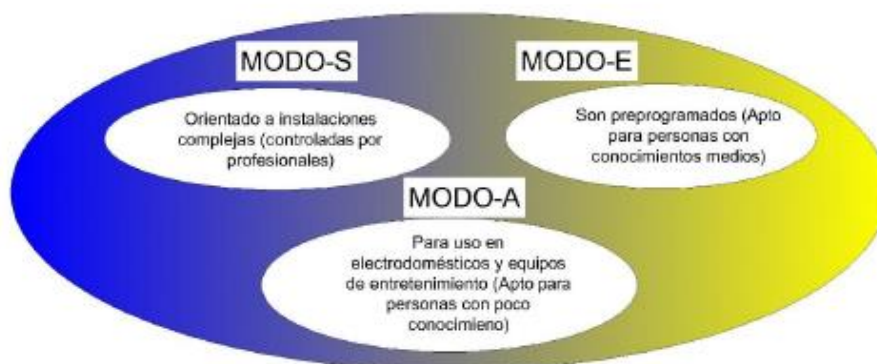 MODO-S
Orientado a instalaciones
complejas (controladas por
profesionales)
MODO-E
Son preprogramados (Apto
para personas con
conocimientos medios)
MODO-A
Para uso en
electrodomésticos y equipos
de entretenimiento (Apto para
personas con poco
conocimieno)